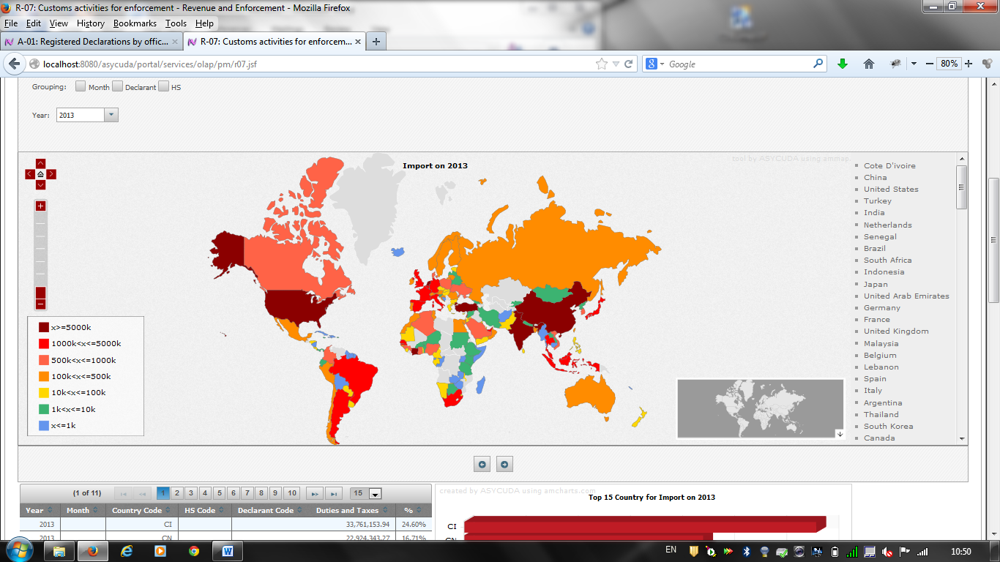 R-07: Customs activities for enforcement - Revenue and Enforcement - Mozilla Firefox
File Edit View History Bookmarks Tools Help
A-01: Registered Declarations by offic... × R-07: Customs activities for enforcem... × +
localhost:8080/asycuda/portal/services/olap/pm/r07.jsf Google 80%
Grouping: Month Declarant HS
Year: 2013
Import on 2013
tool by ASYCUDA using ammap.
Cote D'ivoire
China
United States
Turkey
India
Netherlands
Senegal
Brazil
South Africa
Indonesia
Japan
United Arab Emirates
Germany
France
United Kingdom
Malaysia
Belgium
Lebanon
Spain
Italy
Argentina
Thailand
South Korea
Canada
x>=5000k
1000k<x<=5000k
500k<x<=1000k
100k<x<=500k
10k<x<=100k
1k<x<=10k
x<=1k
(1 of 11) 1 2 3 4 5 6 7 8 9 10 15
Year Month Country Code HS Code Declarant Code Duties and Taxes %
2013 CI 33,761,153.94 24.60%
2013 CN 22,924,343.27 16.71%
created by ASYCUDA using amcharts.com
Top 15 Country for Import on 2013
CI
CN
EN 10:50